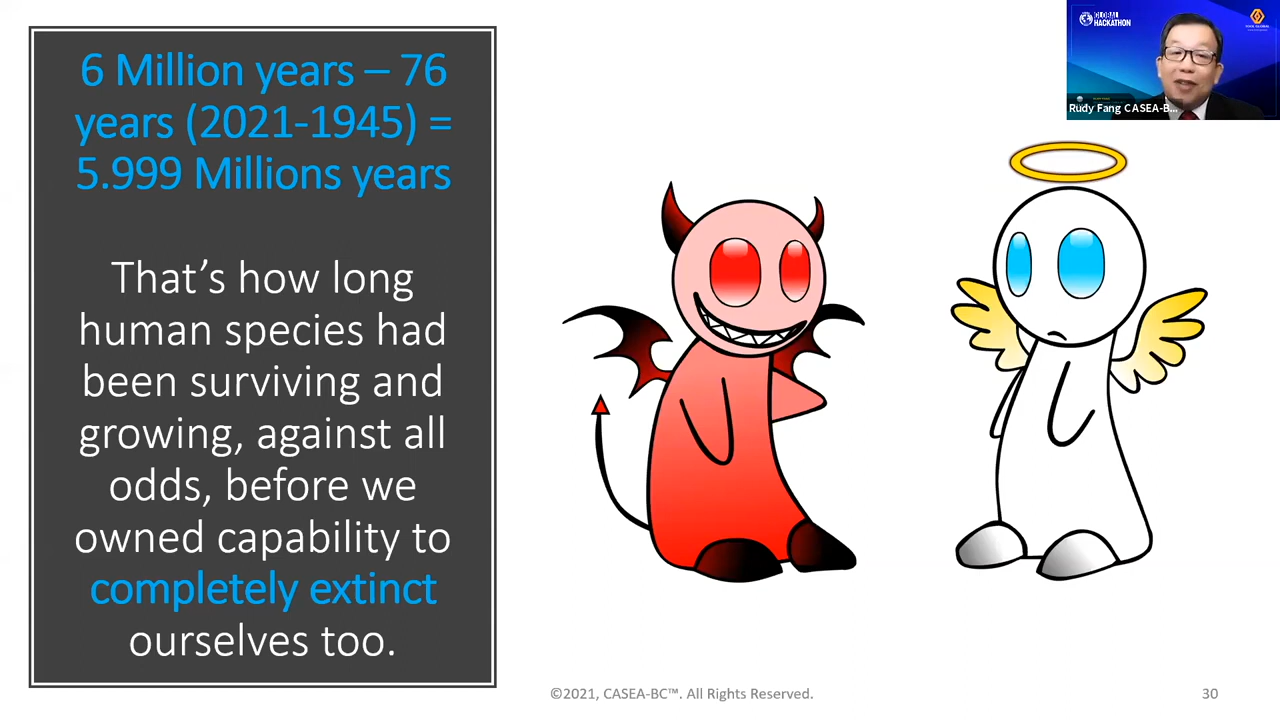 6 Million years – 76
years (2021-1945) =
5.999 Millions years
That’s how long
human species had
been surviving and
growing, against all
odds, before we
owned capability to
completely extinct
ourselves too.
GLOBAL
HACKATHON
Rudy Fang CASEA-B...
©2021, CASEA-BC™. All Rights Reserved.
30